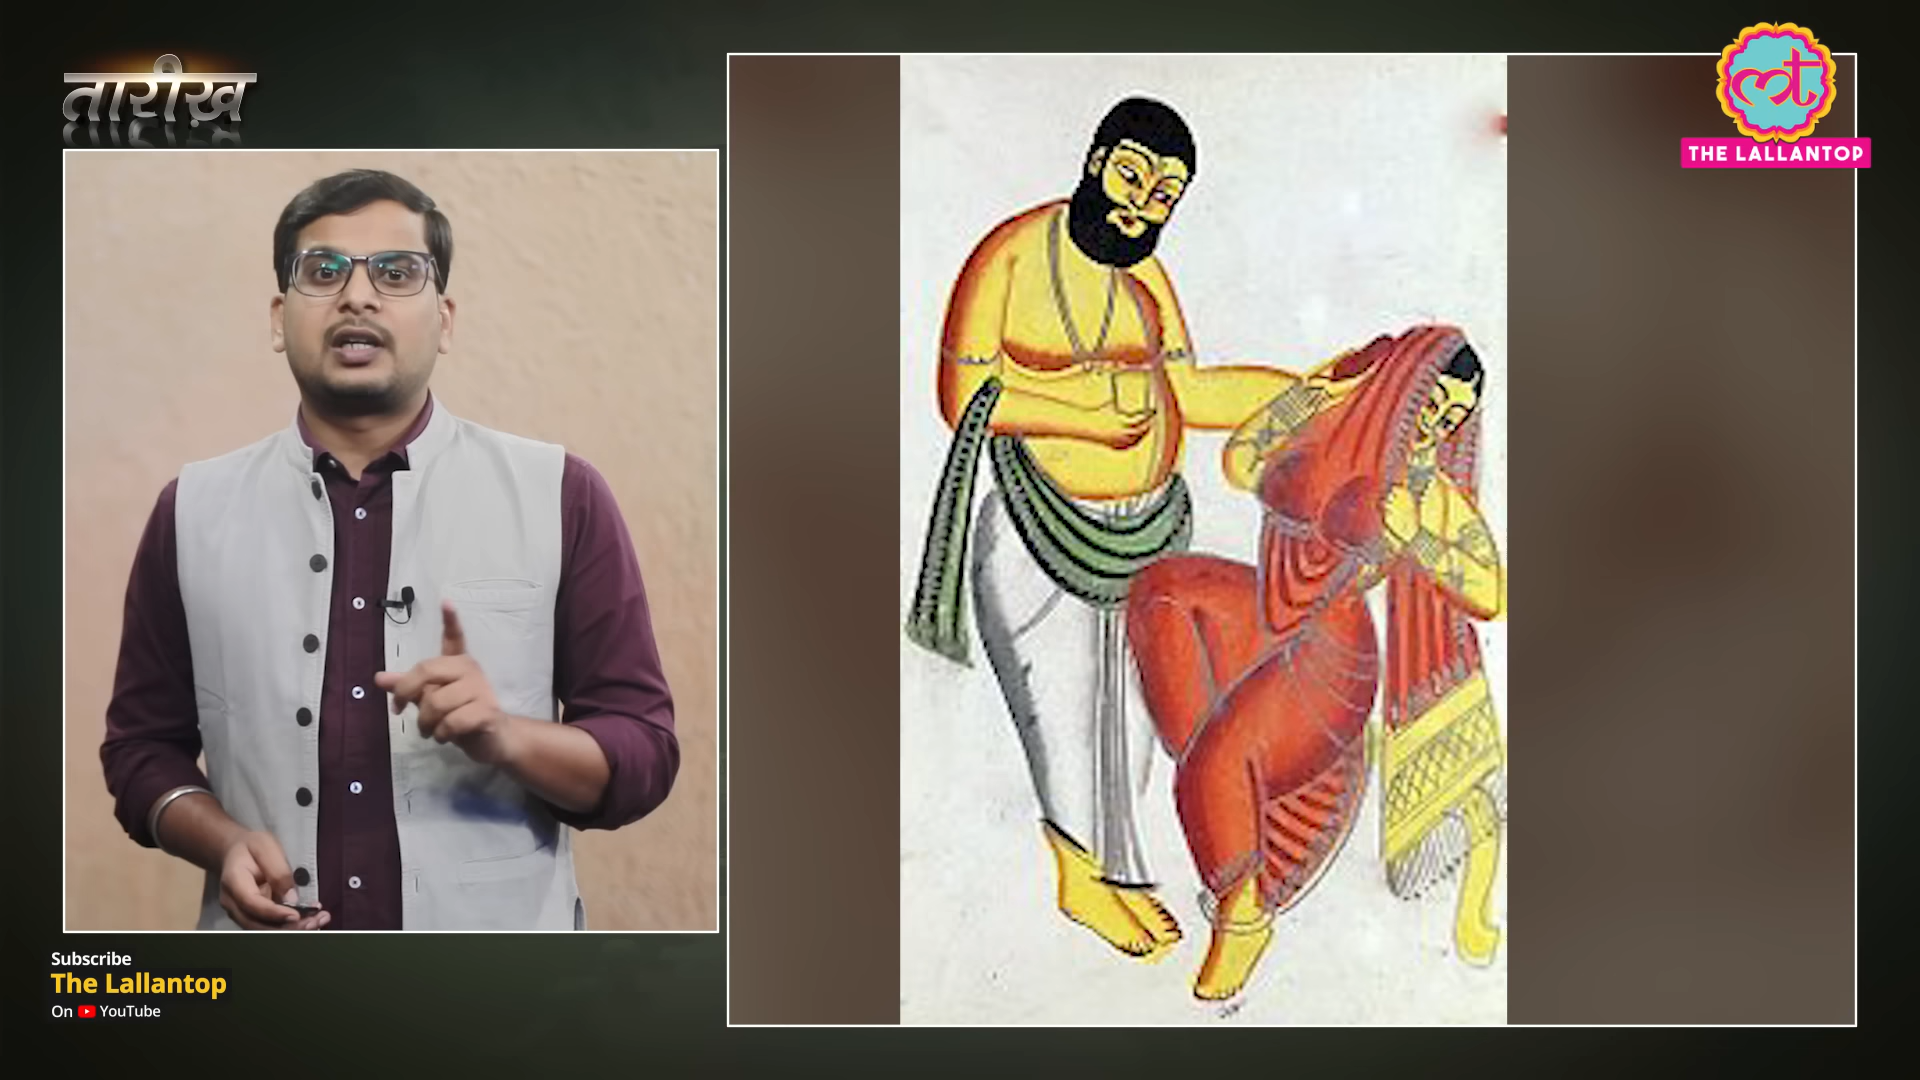 तारीख़
THE LALLANTOP
Subscribe
The Lallantop
On YouTube